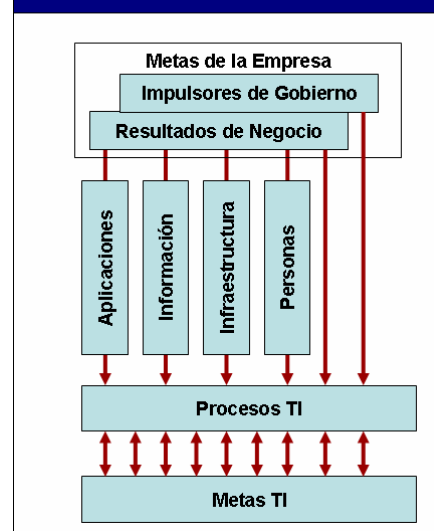 Metas de la Empresa
Impulsores de Gobierno
Resultados de Negocio
Aplicaciones
Información
Infraestructura
Personas
Procesos TI
Metas TI